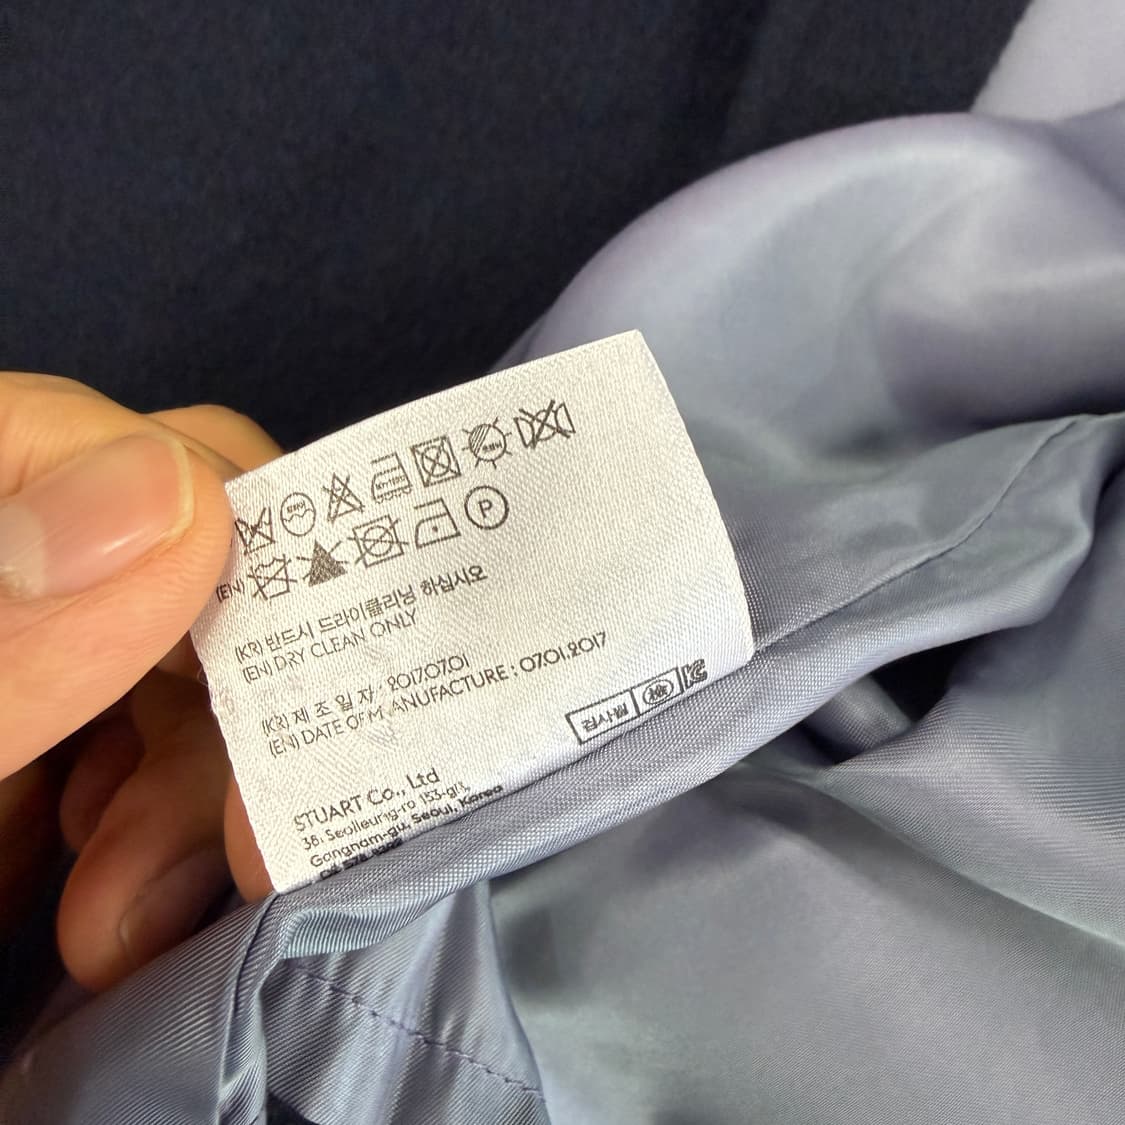 (EN)
P
(KR) 반드시 드라이클리닝 하십시오
(EN) DRY CLEAN ONLY
(KR) 제 조 일 자 : 2017.07.01
(EN) DATE OF MANUFACTURE : 07.01.2017
검사필
STUART Co., Ltd
38, Seolleung-ro 153-gil,
Gangnam-gu, Seoul, Korea